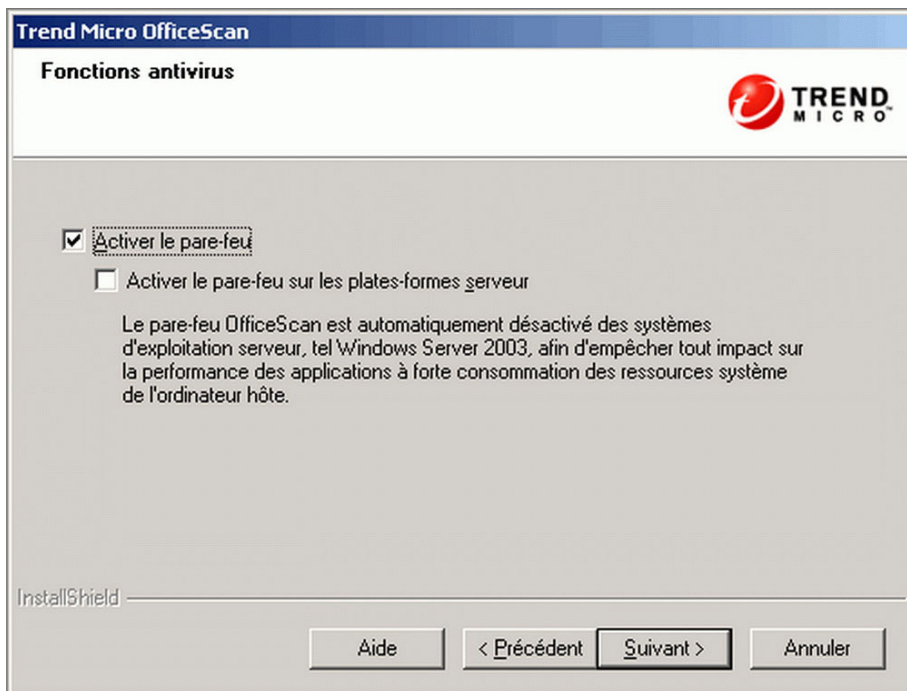 Trend Micro OfficeScan
Fonctions antivirus
TREND
MICRO™
Activer le pare-feu
Activer le pare-feu sur les plates-formes serveur
Le pare-feu OfficeScan est automatiquement désactivé des systèmes
d'exploitation serveur, tel Windows Server 2003, afin d'empêcher tout impact sur
la performance des applications à forte consommation des ressources système
de l'ordinateur hôte.
InstallShield
Aide
< Précédent
Suivant >
Annuler